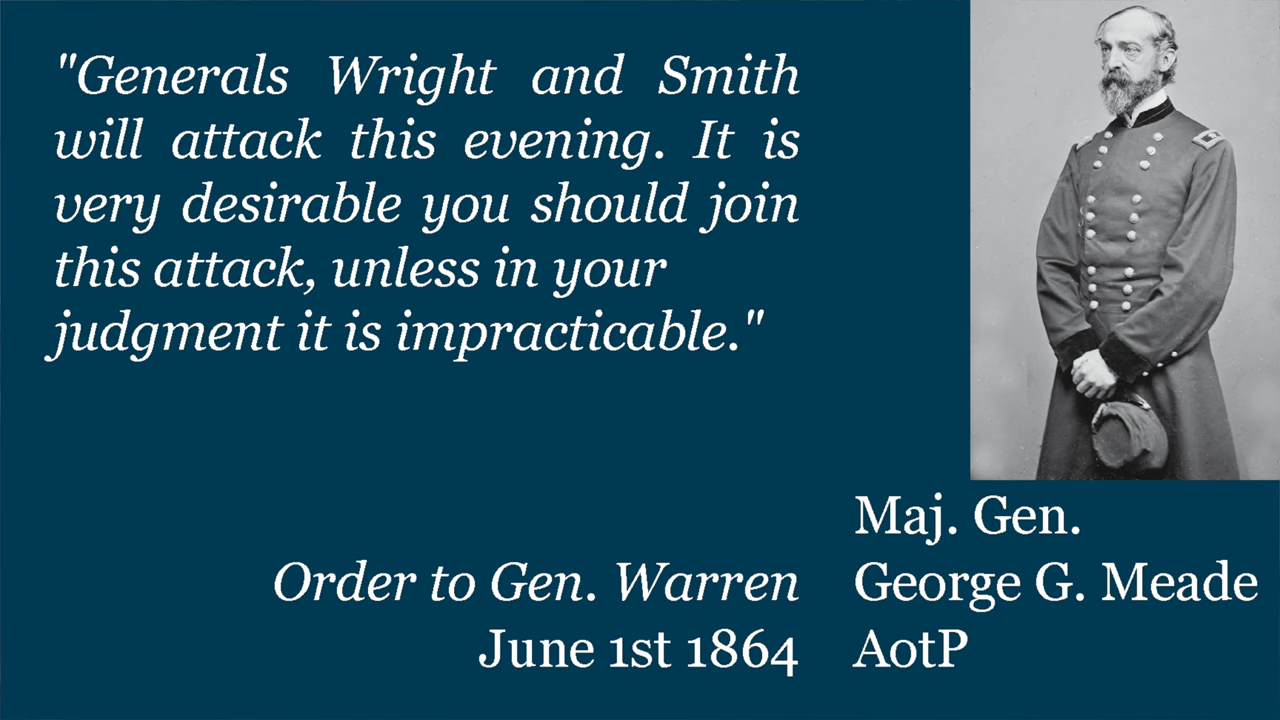 "Generals Wright and Smith
will attack this evening. It is
very desirable you should join
this attack, unless in your
judgment it is impracticable."
Order to Gen. Warren
June 1st 1864
Maj. Gen.
George G. Meade
AotP